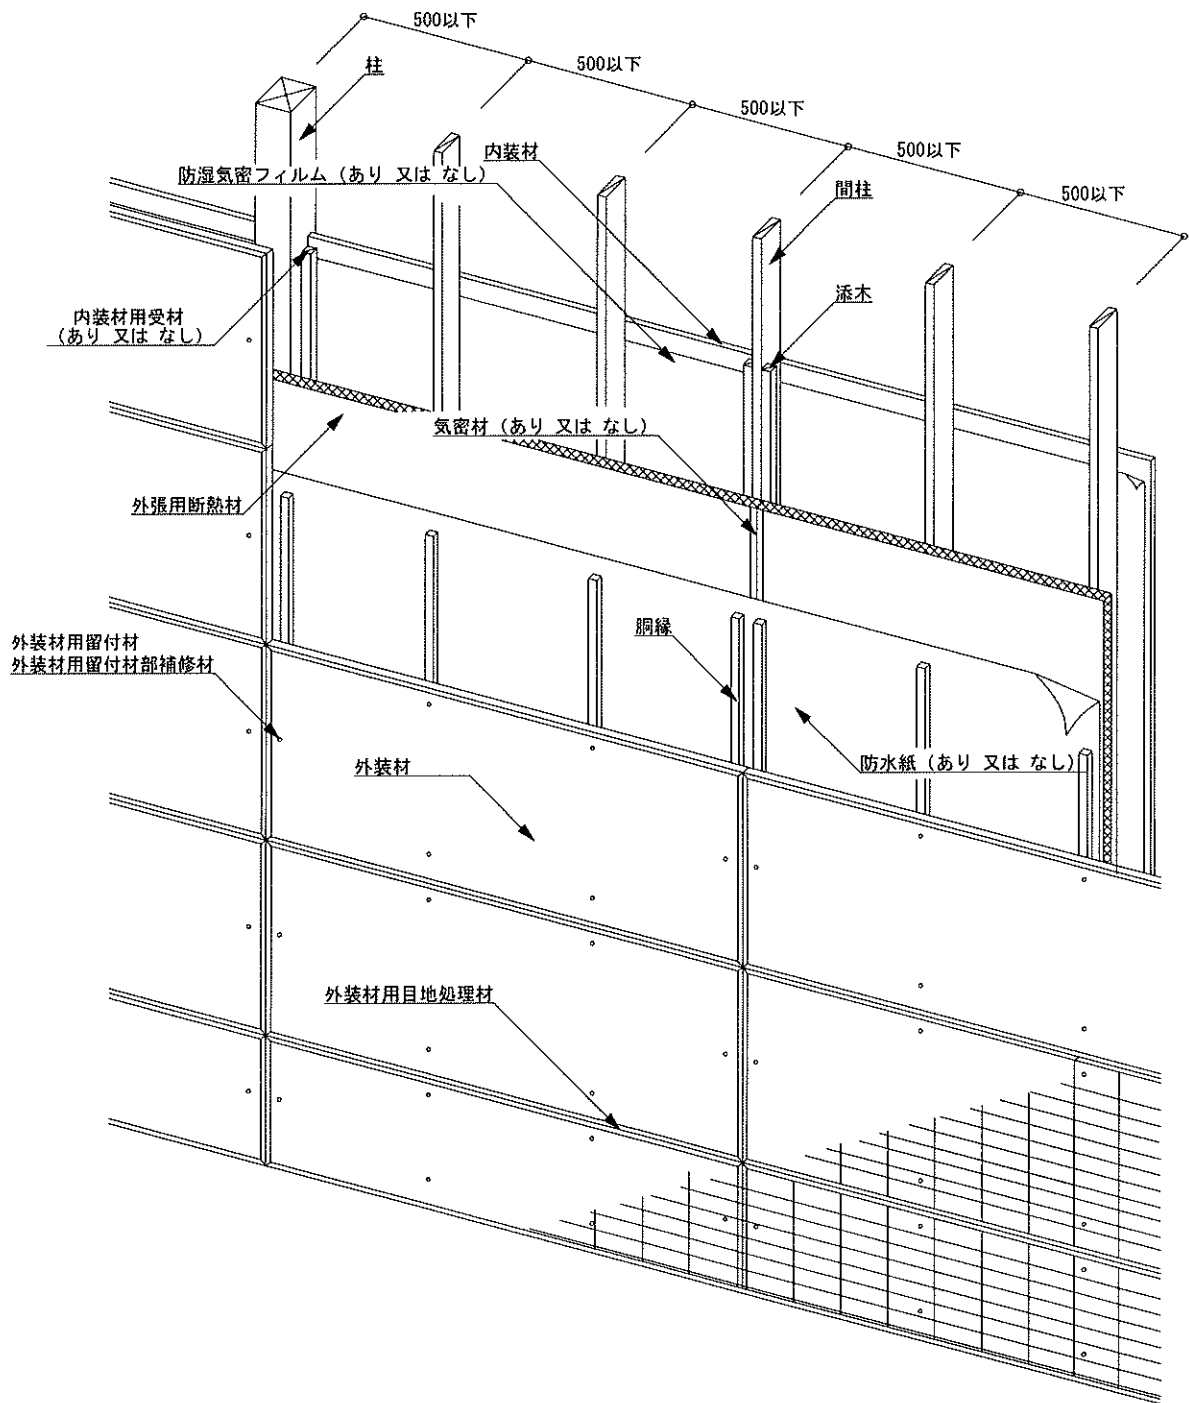 500以下
500以下
500以下
500以下
500以下
柱
内装材
防湿気密フィルム (あり 又は なし)
間柱
添木
内装材用受材
(あり 又は なし)
気密材 (あり 又は なし)
外張用断熱材
胴縁
外装材用留付材
外装材用留付材部補修材
防水紙 (あり 又は なし)
外装材
外装材用目地処理材